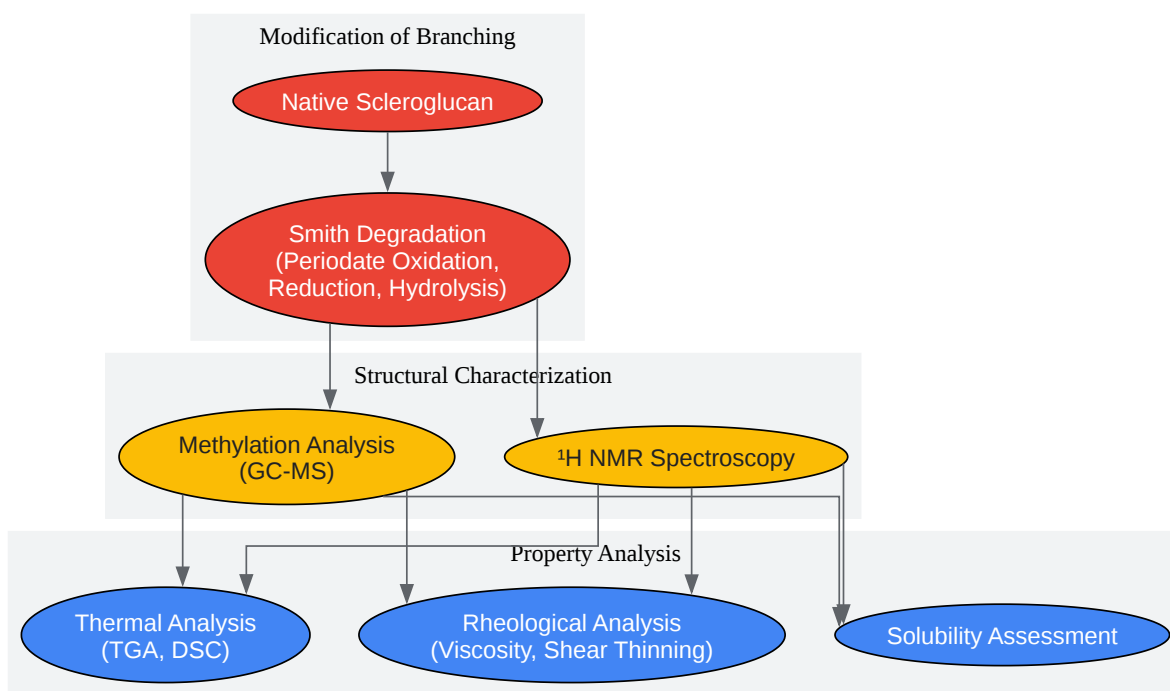 Modification of Branching
Native Scleroglucan
Smith Degradation
(Periodate Oxidation,
Reduction, Hydrolysis)
Structural Characterization
Methylation Analysis
(GC-MS)
¹H NMR Spectroscopy
Property Analysis
Thermal Analysis
(TGA, DSC)
Rheological Analysis
(Viscosity, Shear Thinning)
Solubility Assessment